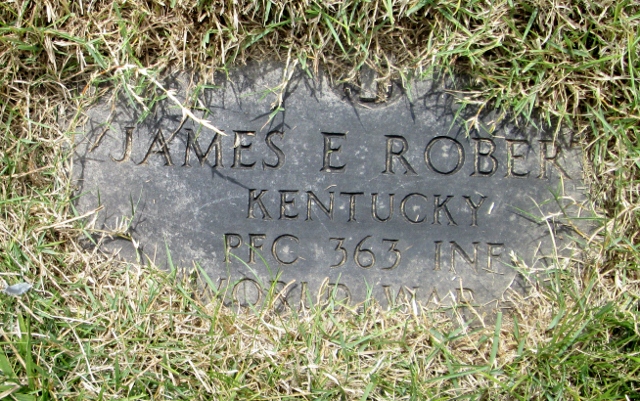 JAMES E ROBER
KENTUCKY
PFC 363 INF
WORLD WAR